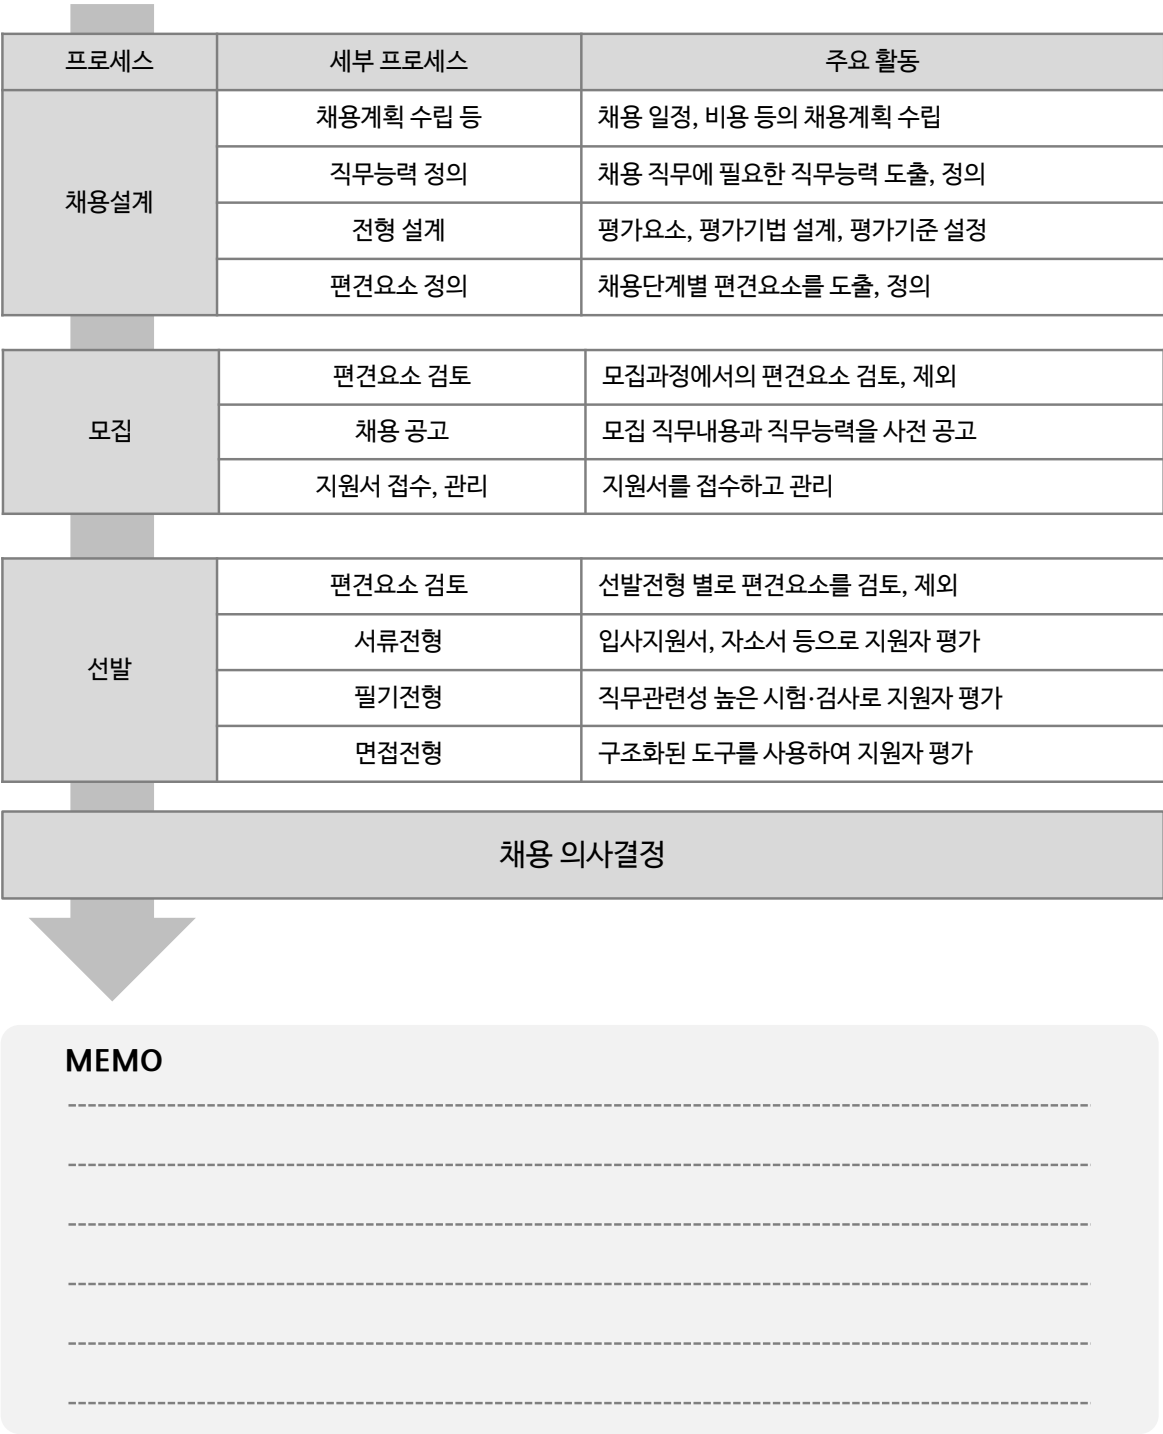 프로세스 세부 프로세스 주요 활동
채용설계
채용계획 수립 등 채용 일정, 비용 등의 채용계획 수립
직무능력 정의 채용 직무에 필요한 직무능력 도출, 정의
전형 설계 평가요소, 평가기법 설계, 평가기준 설정
편견요소 정의 채용단계별 편견요소를 도출, 정의
모집
편견요소 검토 모집과정에서의 편견요소 검토, 제외
채용 공고 모집 직무내용과 직무능력을 사전 공고
지원서 접수, 관리 지원서를 접수하고 관리
선발
편견요소 검토 선발전형 별로 편견요소를 검토, 제외
서류전형 입사지원서, 자소서 등으로 지원자 평가
필기전형 직무관련성 높은 시험·검사로 지원자 평가
면접전형 구조화된 도구를 사용하여 지원자 평가
채용 의사결정
MEMO